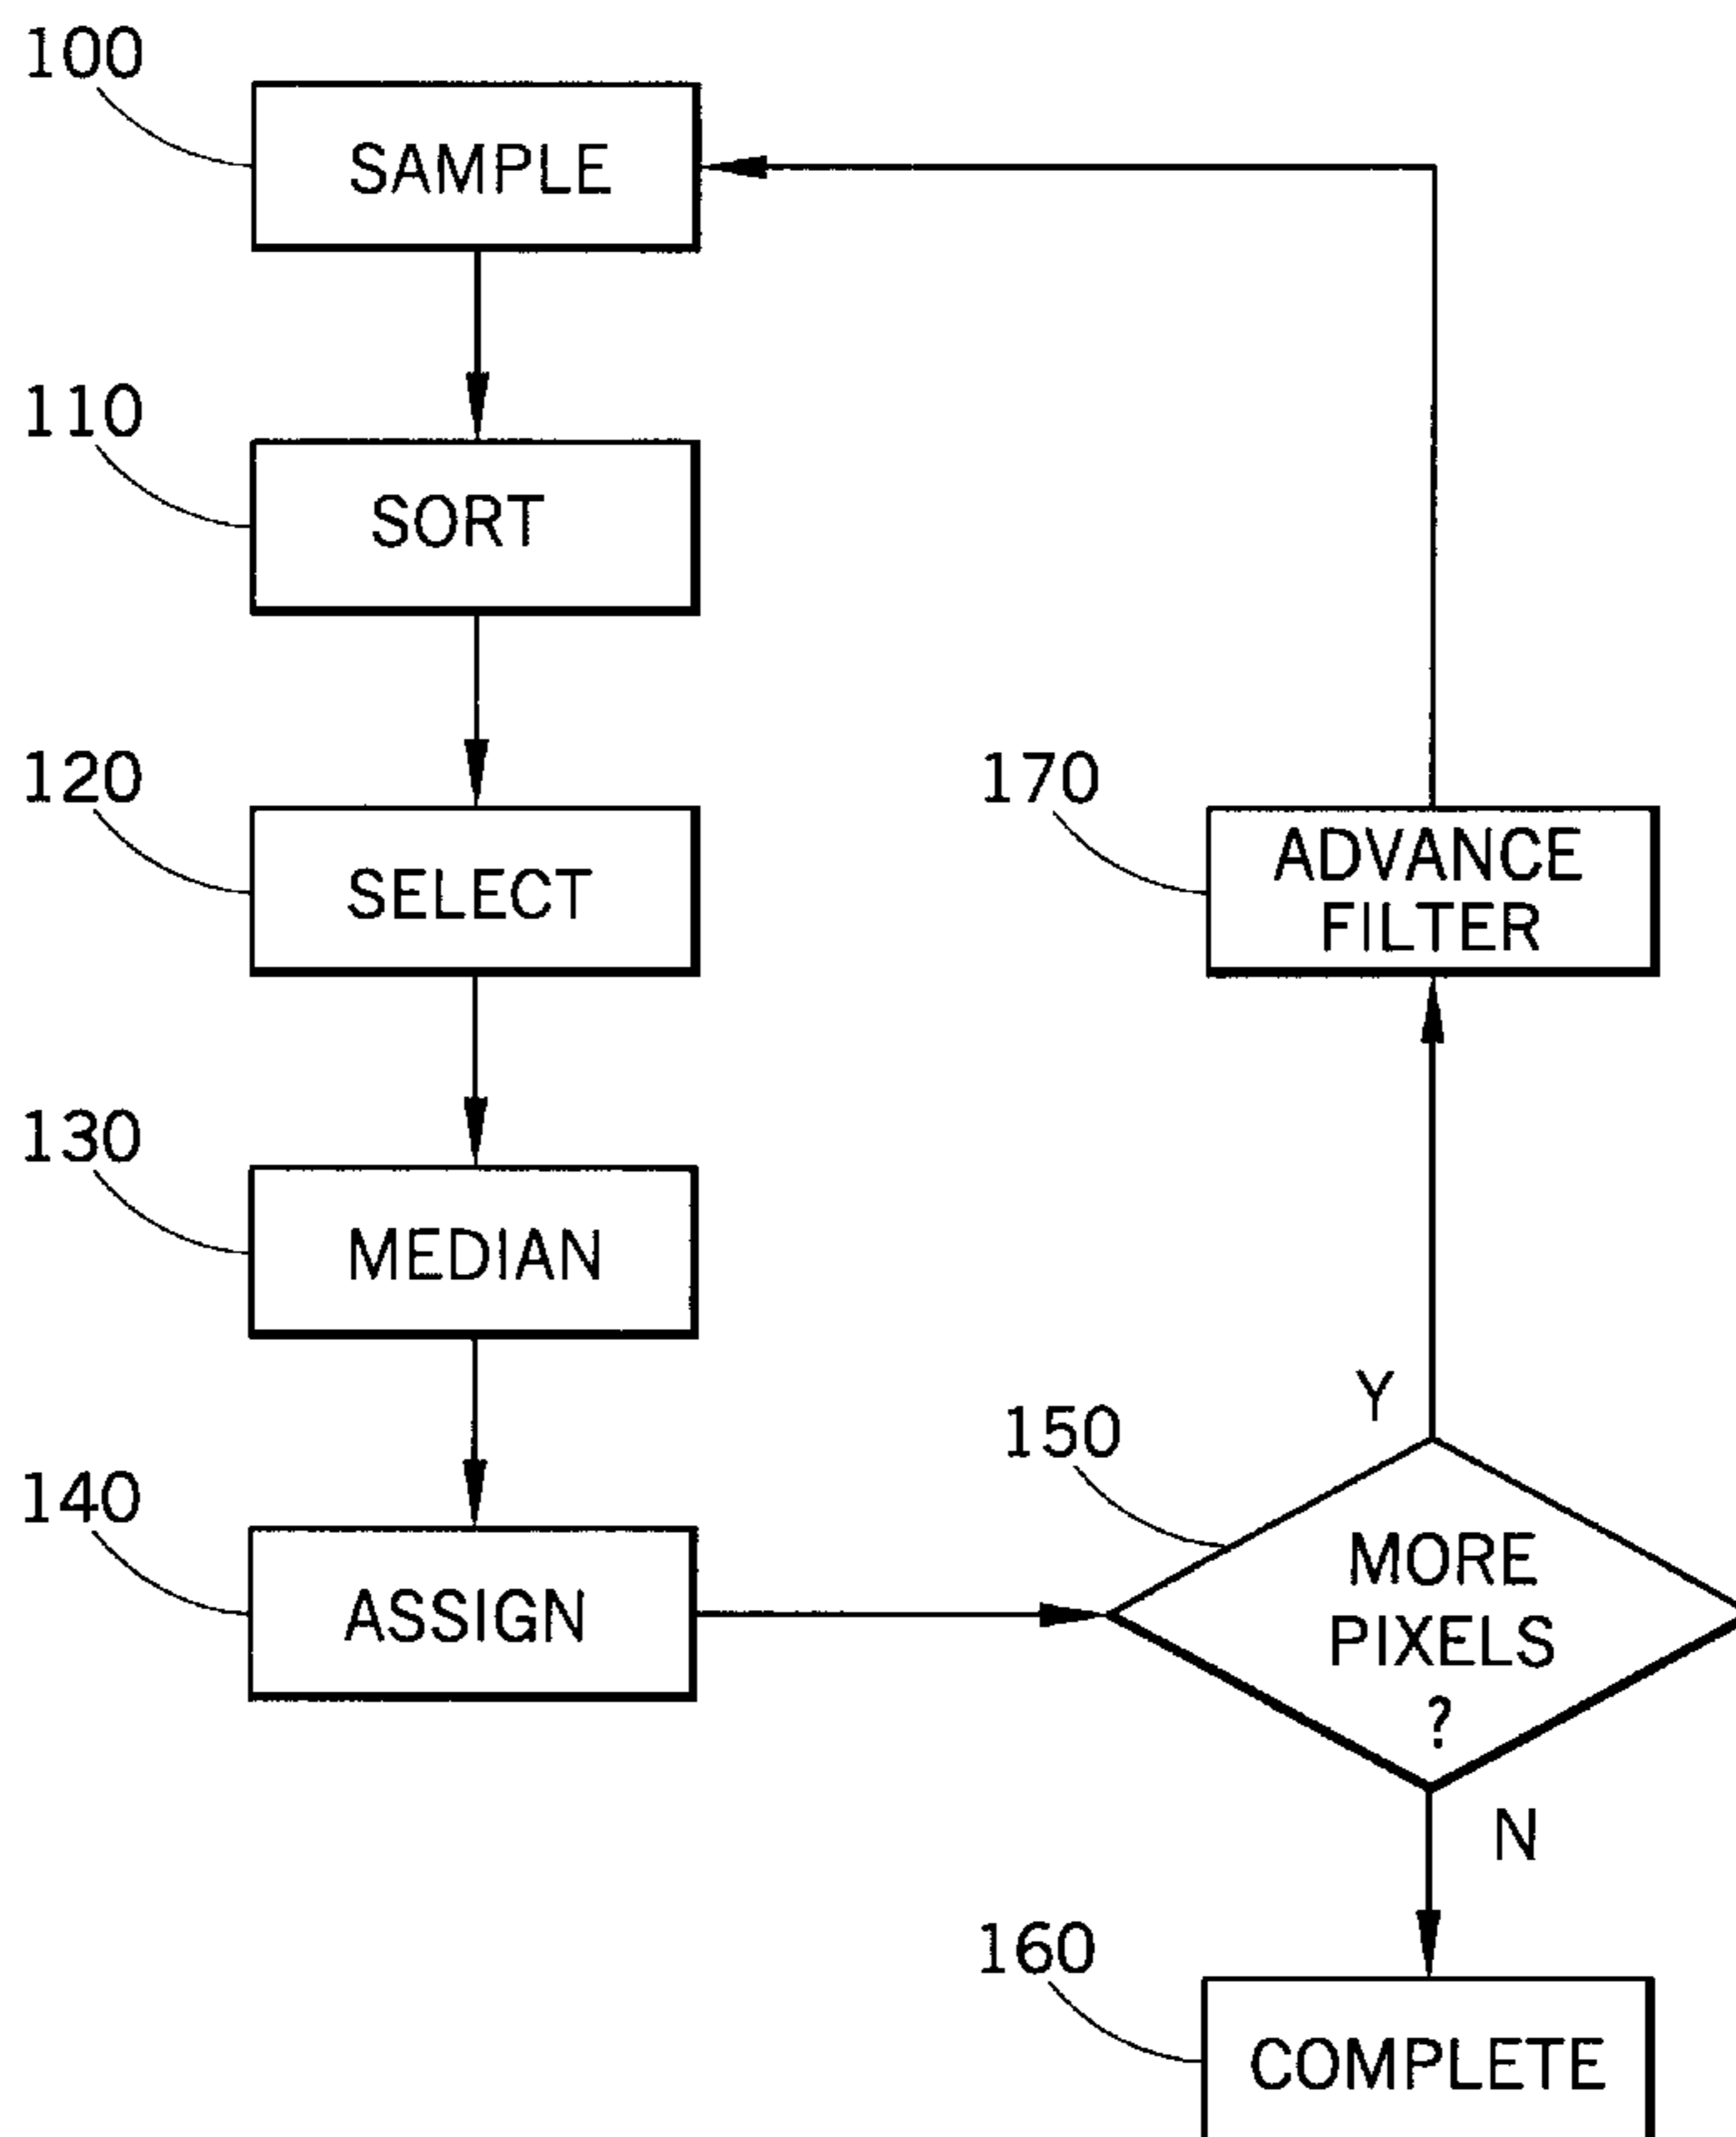 100
SAMPLE
110
SORT
120
SELECT
170
ADVANCE
FILTER
130
MEDIAN
140
ASSIGN
Y
150
MORE
PIXELS
?
N
160
COMPLETE